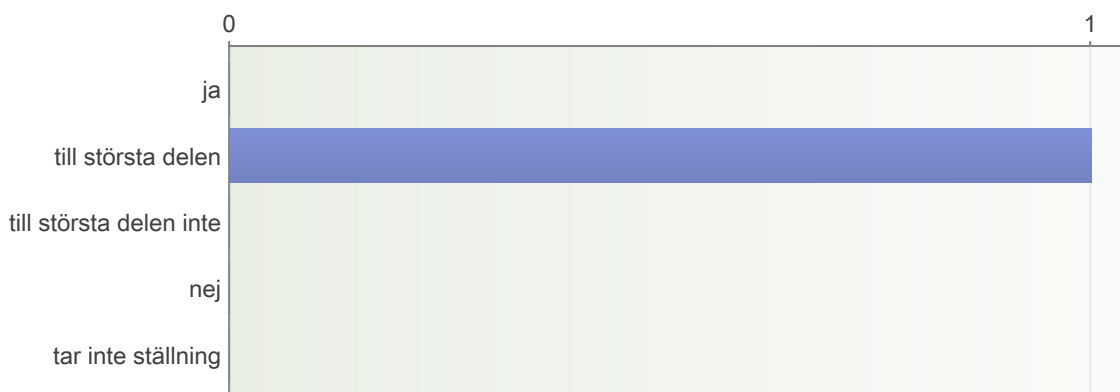 0 1
ja
till största delen
till största delen inte
nej
tar inte ställning